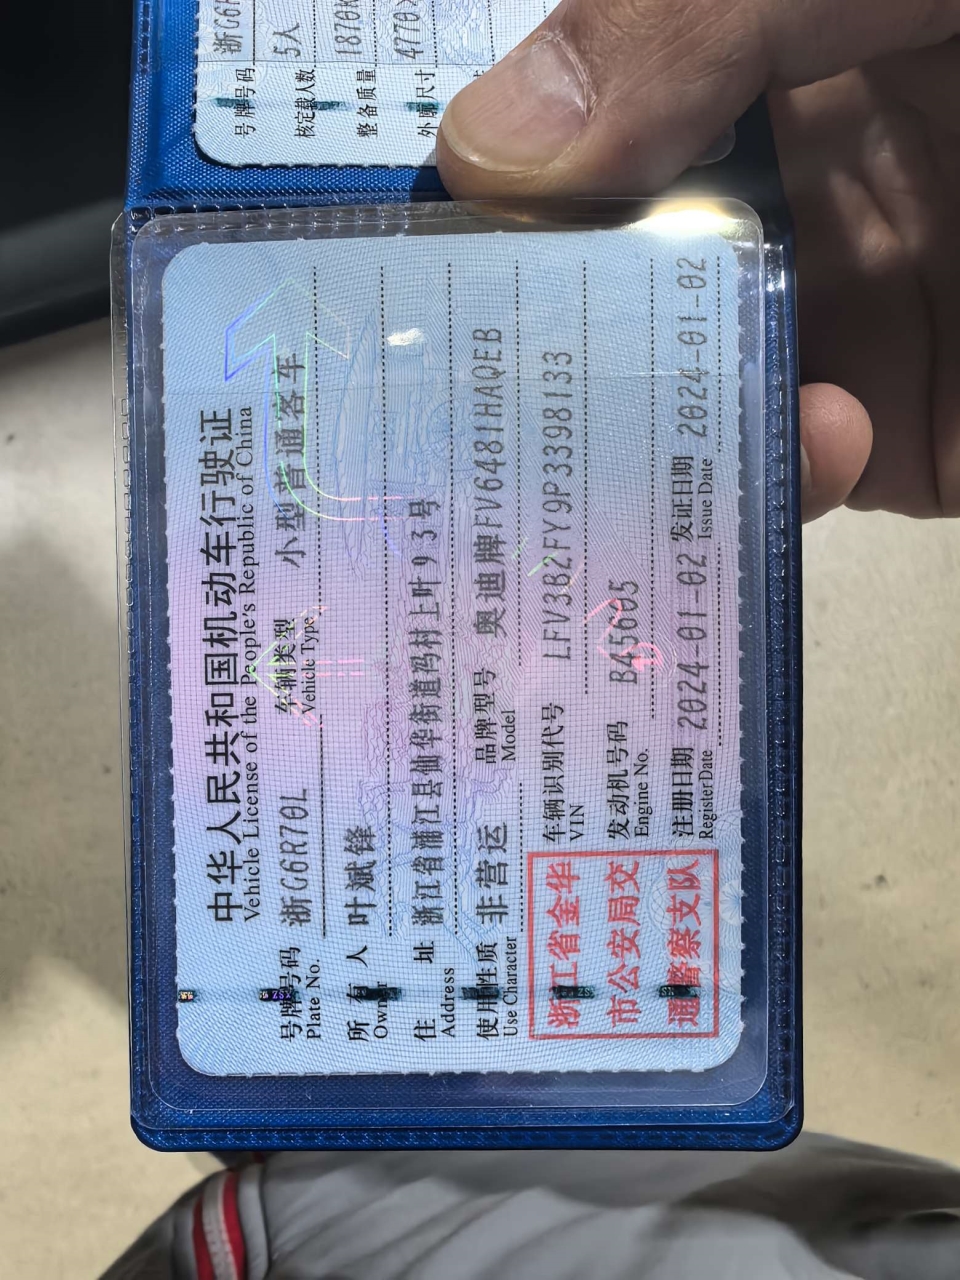 中华人民共和国机动车行驶证
Vehicle License of the People's Republic of China
号牌号码 浙G6R70L 车辆类型 小型普通客车
Plate No. Vehicle Type
所有人 叶斌锋
Owner
住址 浙江省浦江县仙华街道冯村上叶93号
Address
使用性质 非营运 品牌型号 奥迪牌FV6481HAQEB
Use Character Model
浙江省金华
市公安局交
通警察支队
车辆识别代号 LFV3B2FY9P3398133
VIN
发动机号码 B45605
Engine No.
注册日期 2024-01-02 发证日期 2024-01-02
Register Date Issue Date
号牌号码 浙G6
核定载人数 5人
整备质量 1870
外廓尺寸 4770